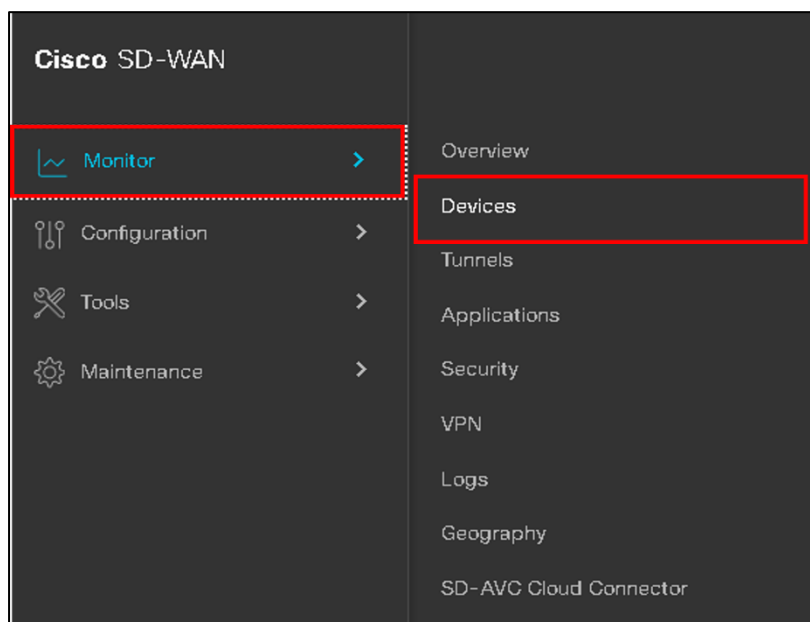 Cisco SD-WAN
Monitor
Configuration
Tools
Maintenance
Overview
Devices
Tunnels
Applications
Security
VPN
Logs
Geography
SD-AVC Cloud Connector